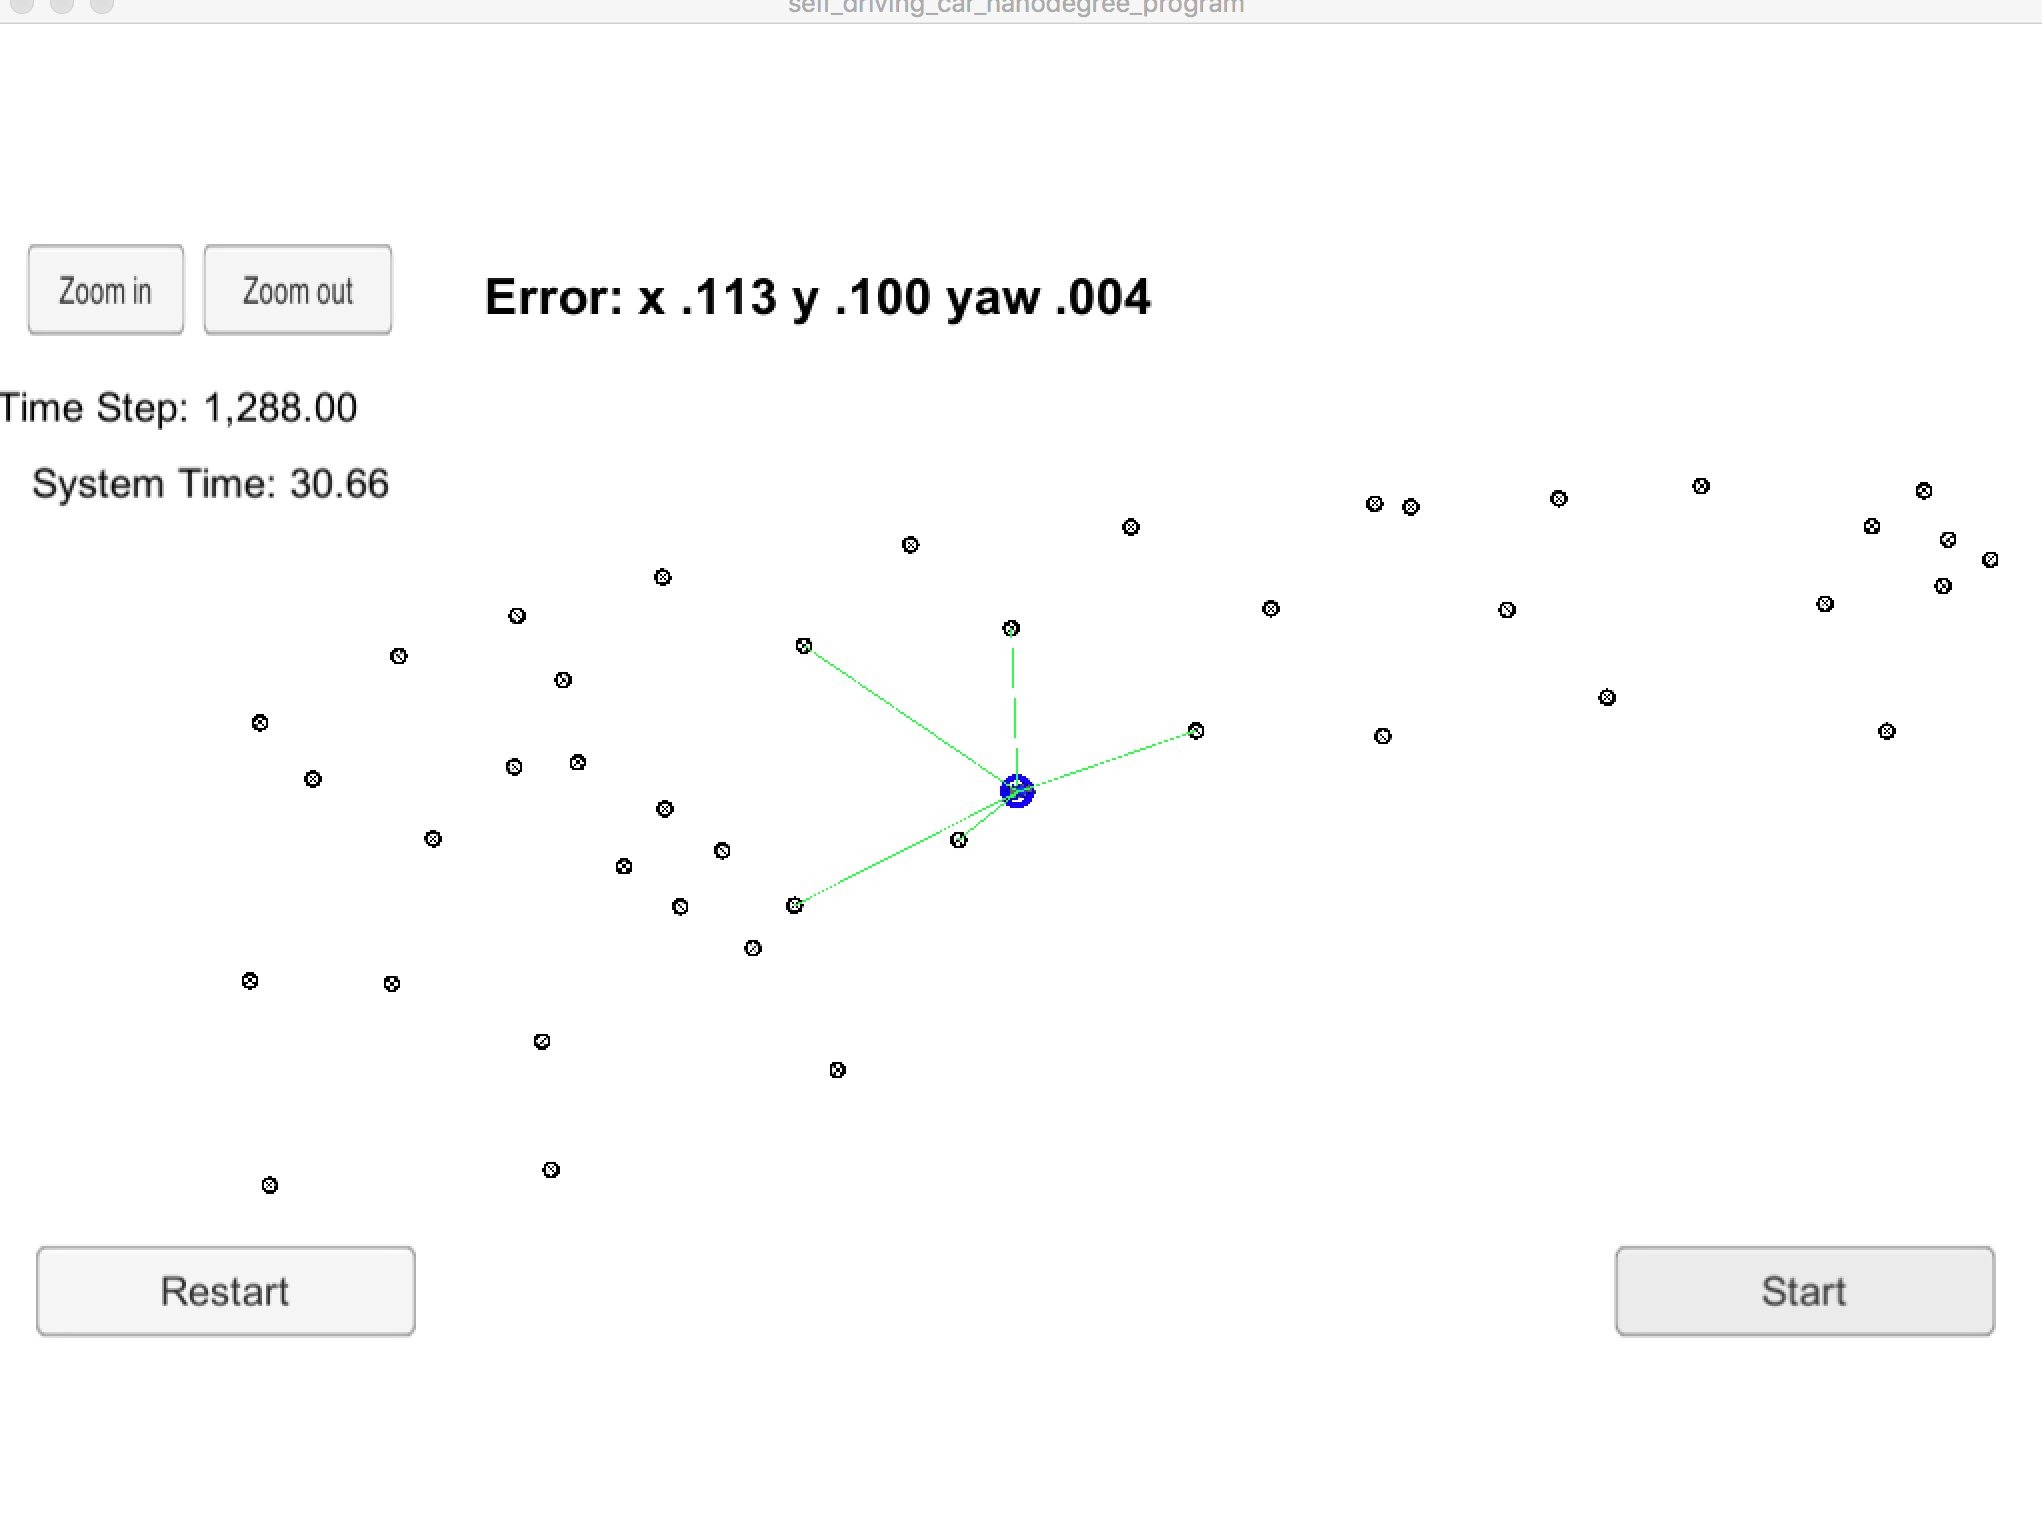 self_driving_car_nanodegree_program
Zoom in
Zoom out
Error: x .113 y .100 yaw .004
Time Step: 1,288.00
System Time: 30.66
Restart
Start